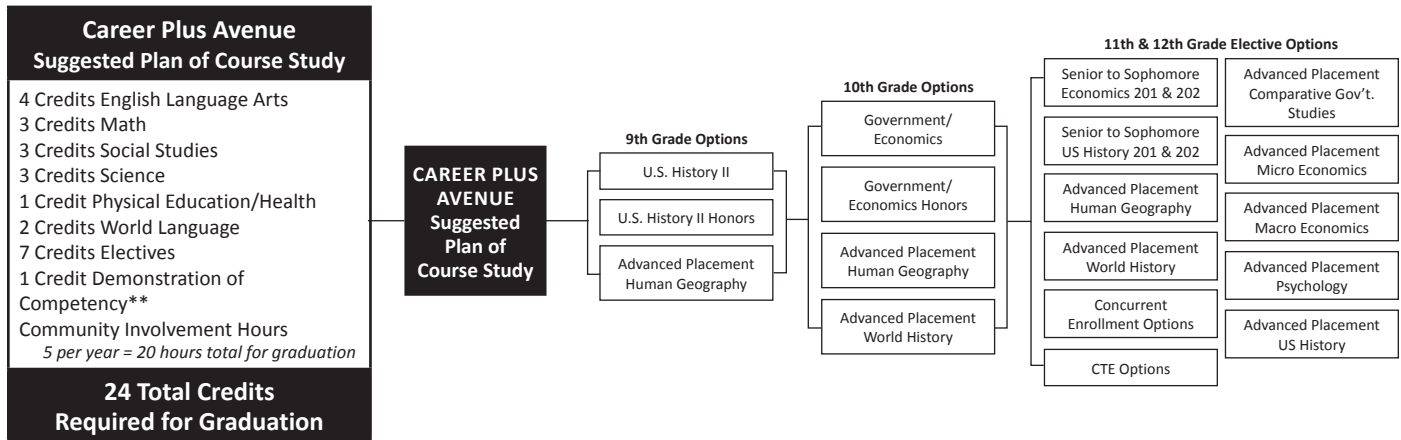 Career Plus Avenue
Suggested Plan of Course Study
4 Credits English Language Arts
3 Credits Math
3 Credits Social Studies
3 Credits Science
1 Credit Physical Education/Health
2 Credits World Language
7 Credits Electives
1 Credit Demonstration of
Competency**
Community Involvement Hours
5 per year = 20 hours total for graduation
24 Total Credits
Required for Graduation
CAREER PLUS
AVENUE
Suggested
Plan of
Course Study
9th Grade Options
U.S. History II
U.S. History II Honors
Advanced Placement
Human Geography
10th Grade Options
Government/
Economics
Government/
Economics Honors
Advanced Placement
Human Geography
Advanced Placement
World History
11th & 12th Grade Elective Options
Senior to Sophomore
Economics 201 & 202
Senior to Sophomore
US History 201 & 202
Advanced Placement
Human Geography
Advanced Placement
World History
Concurrent
Enrollment Options
CTE Options
Advanced Placement
Comparative Gov't.
Studies
Advanced Placement
Micro Economics
Advanced Placement
Macro Economics
Advanced Placement
Psychology
Advanced Placement
US History